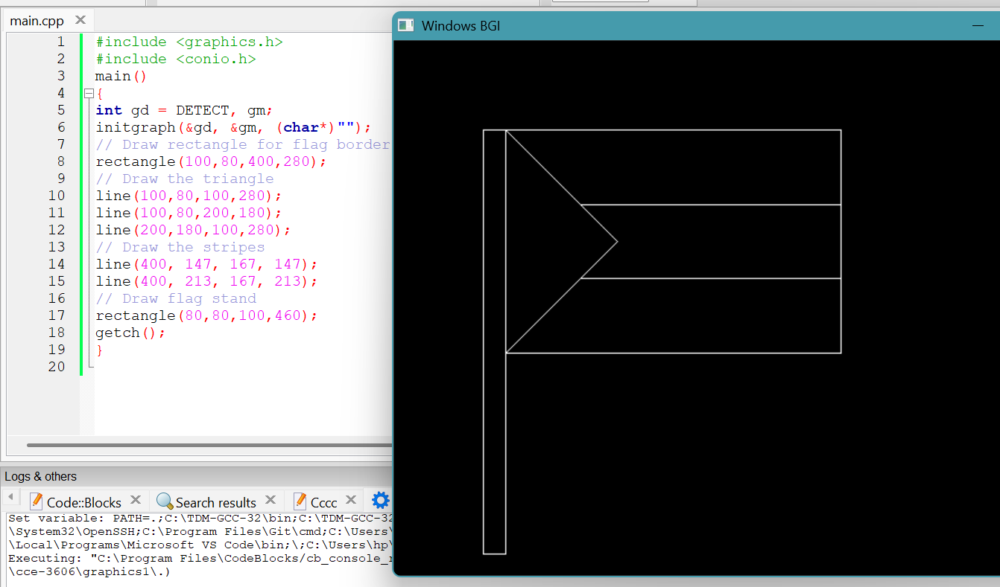 main.cpp
1 #include <graphics.h>
2 #include <conio.h>
3 main()
4 {
5 int gd = DETECT, gm;
6 initgraph(&gd, &gm, (char*)"");
7 // Draw rectangle for flag border
8 rectangle(100,80,400,280);
9 // Draw the triangle
10 line(100,80,100,280);
11 line(100,80,200,180);
12 line(200,180,100,280);
13 // Draw the stripes
14 line(400, 147, 167, 147);
15 line(400, 213, 167, 213);
16 // Draw flag stand
17 rectangle(80,80,100,460);
18 getch();
19 }
20
Windows BGI
Logs & others
Code::Blocks Search results Cccc
Set variable: PATH=.;C:\TDM-GCC-32\bin;C:\TDM-GCC-32
\System32\OpenSSH;C:\Program Files\Git\cmd;C:\Users\
\Local\Programs\Microsoft VS Code\bin;\;C:\Users\hp\
Executing: "C:\Program Files\CodeBlocks/cb_console_
\cce-3606\graphics1\.)